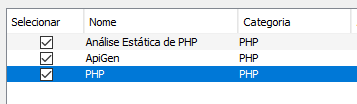 Selecionar Nome Categoria
Análise Estática de PHP PHP
ApiGen PHP
PHP PHP